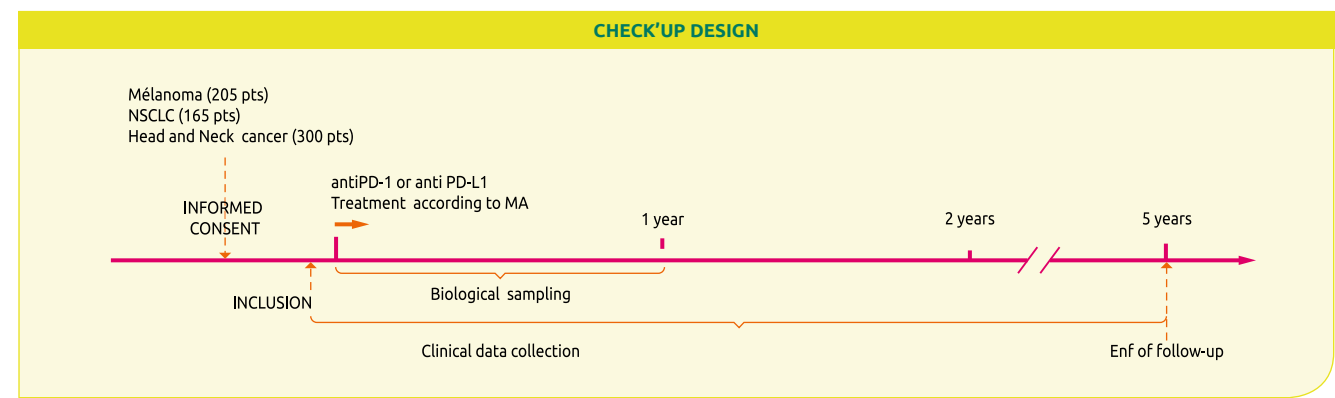 CHECK'UP DESIGN
Mélanoma (205 pts)
NSCLC (165 pts)
Head and Neck cancer (300 pts)
antiPD-1 or anti PD-L1
Treatment according to MA
INFORMED
CONSENT
1 year
2 years
5 years
INCLUSION
Biological sampling
Clinical data collection
Enf of follow-up